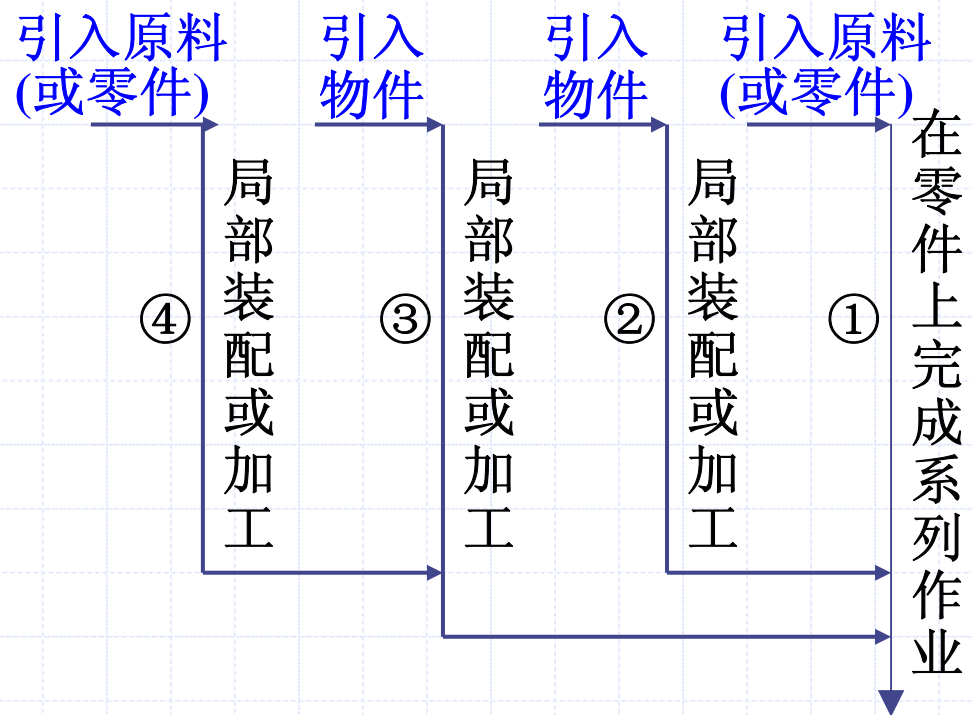 引入原料
(或零件)
引入
物件
引入
物件
引入原料
(或零件)
④
局部装配或加工
③
局部装配或加工
②
局部装配或加工
①
在零件上完成系列作业